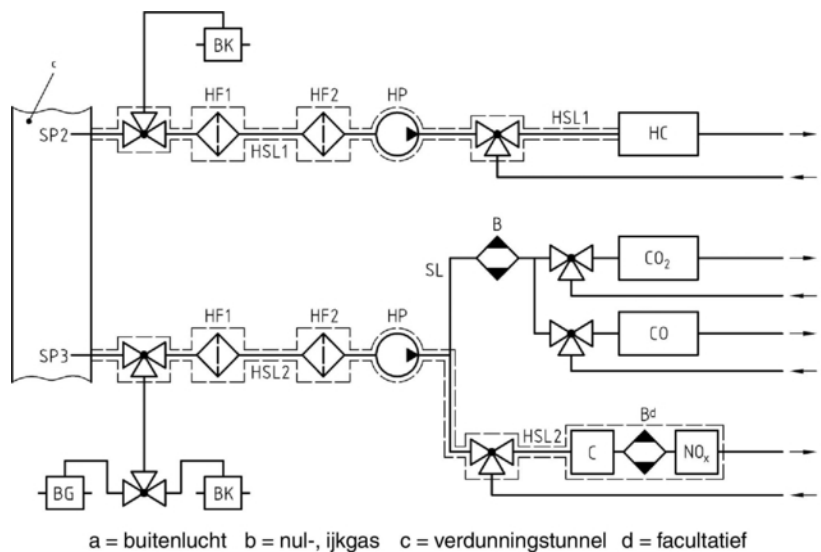 BK
c
HF1 HF2 HP
SP2
HSL1
HSL1
HC
B
SL
CO₂
HF1 HF2 HP
CO
SP3
HSL2
HSL2
Bᵈ
C
NOₓ
BG
BK
a = buitenlucht b = nul-, ijkgas c = verdunningstunnel d = facultatief